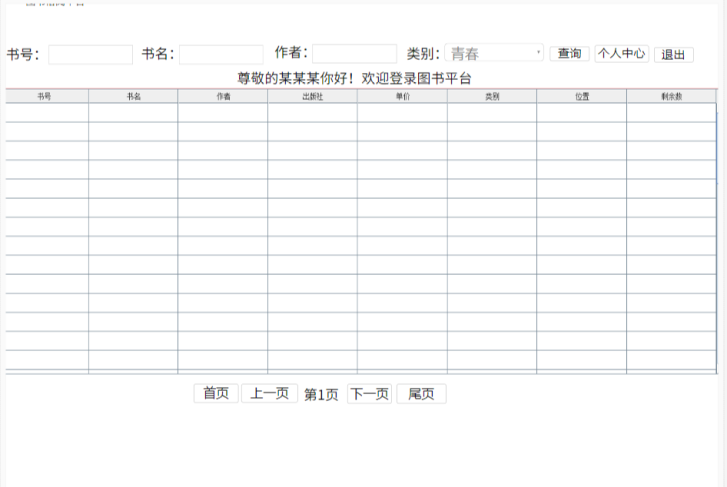 书号： 书名： 作者： 类别： 青春 查询 个人中心 退出
尊敬的某某某你好！欢迎登录图书平台
书号 书名 作者 出版社 单价 类别 位置 剩余数
首页 上一页 第1页 下一页 尾页